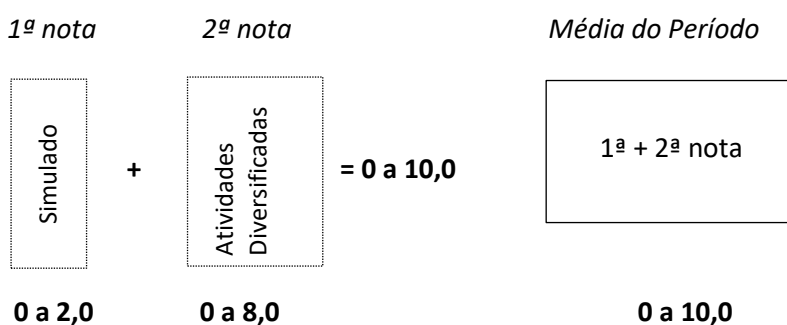 1ª nota 2ª nota Média do Período
Simulado
+
Atividades
Diversificadas
= 0 a 10,0
1ª + 2ª nota
0 a 2,0 0 a 8,0 0 a 10,0